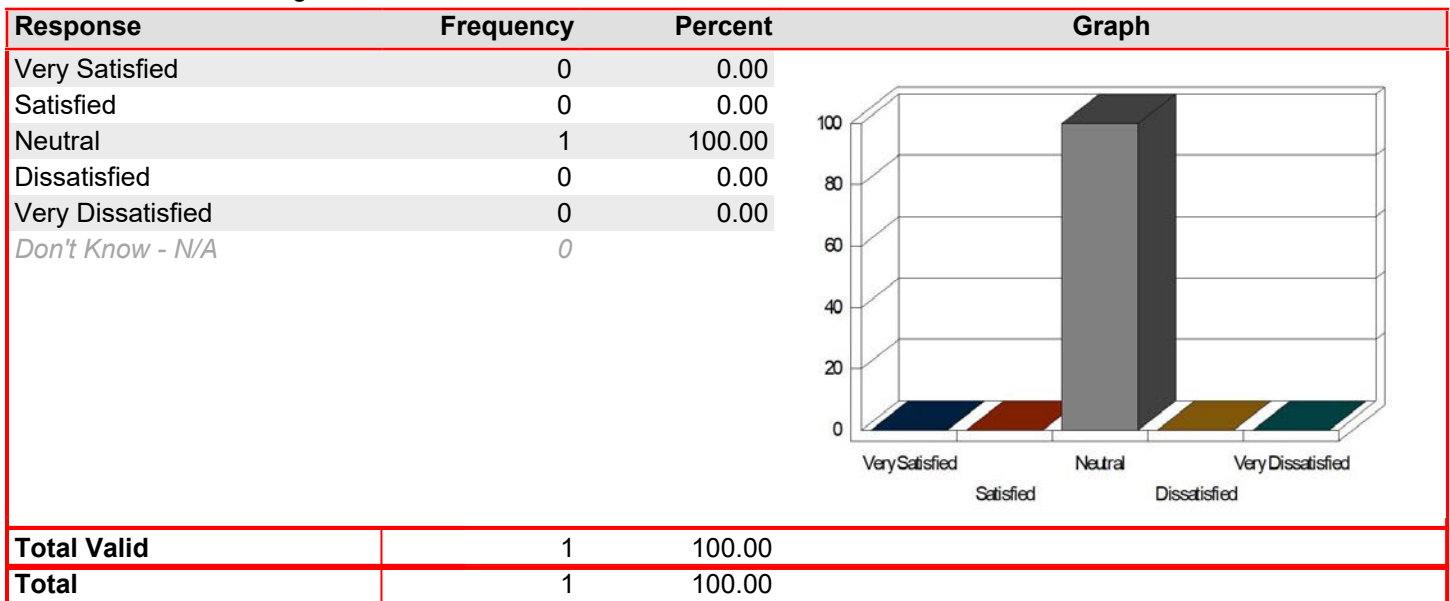 Response Frequency Percent Graph
Very Satisfied 0 0.00
Satisfied 0 0.00
Neutral 1 100.00
Dissatisfied 0 0.00
Very Dissatisfied 0 0.00
Don't Know - N/A 0
100
80
60
40
20
0
Very Satisfied Neutral Very Dissatisfied
Satisfied Dissatisfied
Total Valid 1 100.00
Total 1 100.00